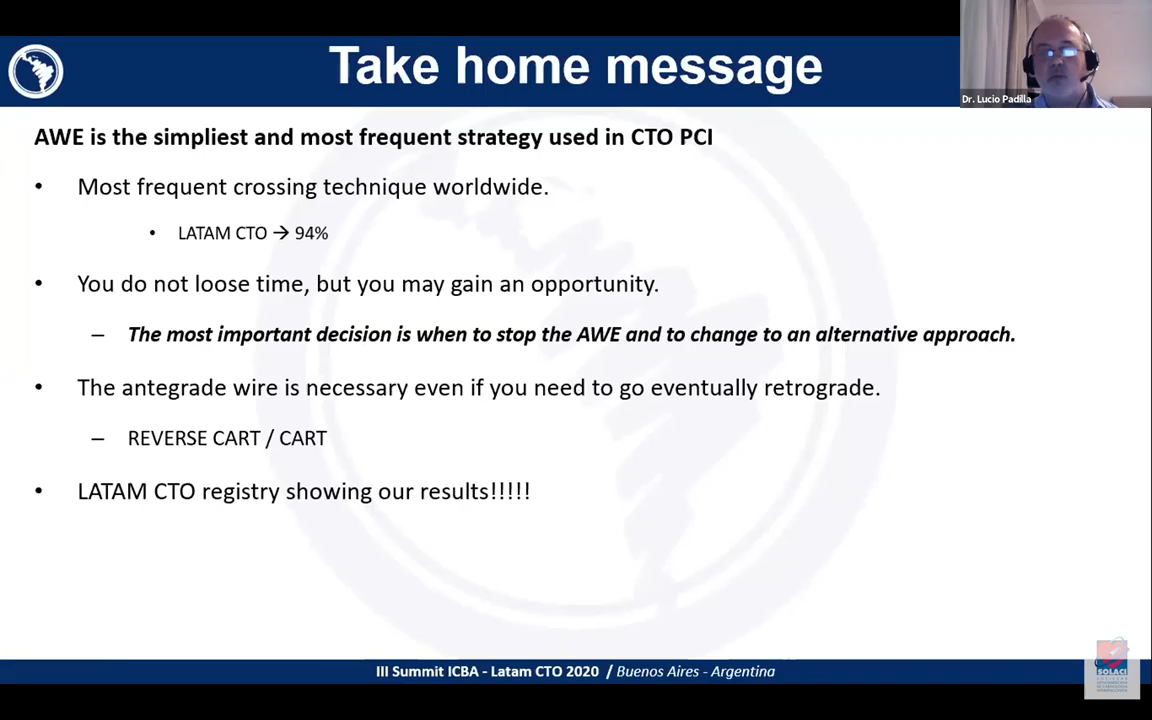 Take home message
Dr. Lucio Padilla
AWE is the simpliest and most frequent strategy used in CTO PCI
• Most frequent crossing technique worldwide.
• LATAM CTO → 94%
• You do not loose time, but you may gain an opportunity.
– The most important decision is when to stop the AWE and to change to an alternative approach.
• The antegrade wire is necessary even if you need to go eventually retrograde.
– REVERSE CART / CART
• LATAM CTO registry showing our results!!!!!
III Summit ICBA - Latam CTO 2020 / Buenos Aires - Argentina
SOLACI